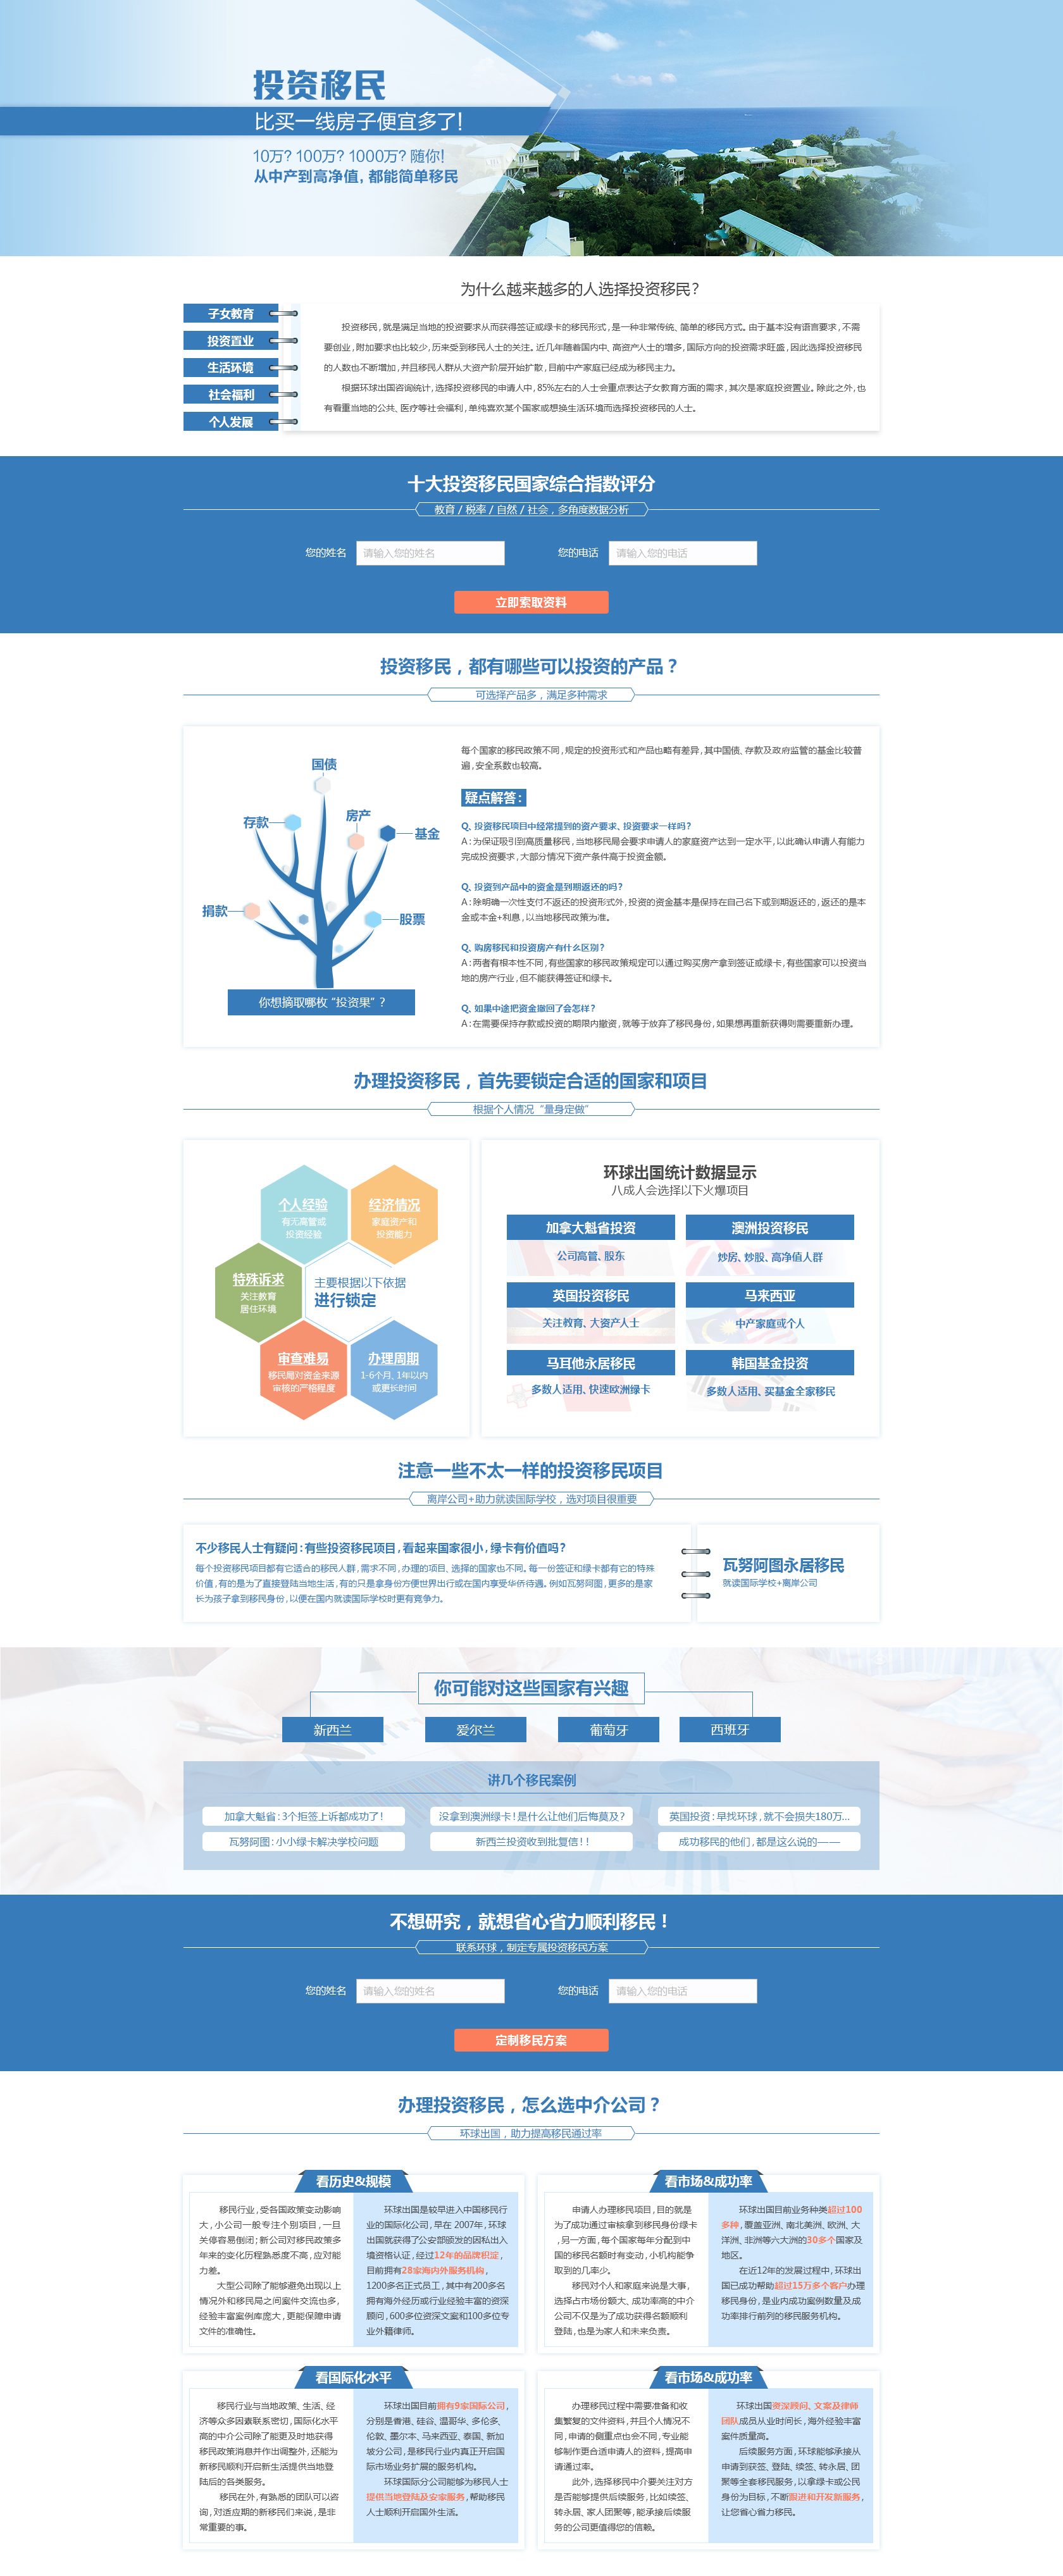 投资移民
比买一线房子便宜多了!
10万? 100万? 1000万? 随你!
从中产到高净值, 都能简单移民
为什么越来越多的人选择投资移民?
子女教育
投资置业
生活环境
社会福利
个人发展
投资移民, 就是满足当地的投资要求从而获得签证或绿卡的移民形式, 是一种非常传统、简单的移民方式。由于基本没有语言要求, 不需
要创业, 附加要求也比较少, 历来受到移民人士的关注。近几年随着国内中、高资产人士的增多, 国际方向的投资需求旺盛, 因此选择投资移民
的人数也不断增加, 并且移民人群从大资产阶层开始扩散, 目前中产家庭已经成为移民主力。
根据环球出国咨询统计, 选择投资移民的申请人中, 85%左右的人士会重点表达子女教育方面的需求, 其次是家庭投资置业。除此之外, 也
有看重当地的公共、医疗等社会福利, 单纯喜欢某个国家或想换生活环境而选择投资移民的人士。
十大投资移民国家综合指数评分
教育 / 税率 / 自然 / 社会，多角度数据分析
您的姓名 请输入您的姓名 您的电话 请输入您的电话
立即索取资料
投资移民，都有哪些可以投资的产品？
可选择产品多，满足多种需求
国债
存款
房产
基金
捐款
股票
你想摘取哪枚 “投资果”？
每个国家的移民政策不同, 规定的投资形式和产品也略有差异, 其中国债、存款及政府监管的基金比较普
遍, 安全系数也较高。
疑点解答：
Q、投资移民项目中经常提到的资产要求、投资要求一样吗?
A : 为保证吸引到高质量移民, 当地移民局会要求申请人的家庭资产达到一定水平, 以此确认申请人有能力
完成投资要求, 大部分情况下资产条件高于投资金额。
Q、投资到产品中的资金是到期返还的吗?
A : 除明确一次性支付不返还的投资形式外, 投资的资金基本是保持在自己名下或到期返还的, 返还的是本
金或本金+利息, 以当地移民政策为准。
Q、购房移民和投资房产有什么区别?
A : 两者有根本性不同, 有些国家的移民政策规定可以通过购买房产拿到签证或绿卡, 有些国家可以投资当
地的房产行业, 但不能获得签证和绿卡。
Q、如果中途把资金撤回了会怎样?
A : 在需要保持存款或投资的期限内撤资, 就等于放弃了移民身份, 如果想再重新获得则需要重新办理。
办理投资移民，首先要锁定合适的国家和项目
根据个人情况 “量身定做”
个人经验
有无高管或
投资经验
经济情况
家庭资产和
投资能力
特殊诉求
关注教育
居住环境
主要根据以下依据
进行锁定
审查难易
移民局对资金来源
审核的严格程度
办理周期
1-6个月、1年以内
或更长时间
环球出国统计数据显示
八成人会选择以下火爆项目
加拿大魁省投资
公司高管、股东
澳洲投资移民
炒房、炒股、高净值人群
英国投资移民
关注教育、大资产人士
马来西亚
中产家庭或个人
马耳他永居移民
多数人适用、快速欧洲绿卡
韩国基金投资
多数人适用、买基金全家移民
注意一些不太一样的投资移民项目
离岸公司+助力就读国际学校，选对项目很重要
不少移民人士有疑问 : 有些投资移民项目, 看起来国家很小, 绿卡有价值吗?
每个投资移民项目都有它适合的移民人群, 需求不同, 办理的项目、选择的国家也不同。每一份签证和绿卡都有它的特殊
价值, 有的是为了直接登陆当地生活, 有的只是拿身份方便世界出行或在国内享受华侨待遇。例如瓦努阿图, 更多的是家
长为孩子拿到移民身份, 以便在国内就读国际学校时更有竞争力。
瓦努阿图永居移民
就读国际学校+离岸公司
你可能对这些国家有兴趣
新西兰
爱尔兰
葡萄牙
西班牙
讲几个移民案例
加拿大魁省 : 3个拒签上诉都成功了!
没拿到澳洲绿卡! 是什么让他们后悔莫及?
英国投资 : 早找环球, 就不会损失180万...
瓦努阿图 : 小小绿卡解决学校问题
新西兰投资收到批复信! !
成功移民的他们, 都是这么说的——
不想研究，就想省心省力顺利移民！
联系环球，制定专属投资移民方案
您的姓名 请输入您的姓名 您的电话 请输入您的电话
定制移民方案
办理投资移民，怎么选中介公司？
环球出国，助力提高移民通过率
看历史&规模
移民行业, 受各国政策变动影响
大, 小公司一般专注个别项目, 一旦
关停容易倒闭; 新公司对移民政策多
年来的变化历程熟悉度不高, 应对能
力差。
大型公司除了能够避免出现以上
情况外和移民局之间案件交流也多,
经验丰富案例库庞大, 更能保障申请
文件的准确性。
环球出国是较早进入中国移民行
业的国际化公司, 早在 2007年, 环球
出国就获得了公安部颁发的因私出入
境资格认证, 经过12年的品牌积淀,
目前拥有28家海内外服务机构,
1200多名正式员工, 其中有200多名
拥有海外经历或行业经验丰富的资深
顾问, 600多位资深文案和100多位专
业外籍律师。
看市场&成功率
申请人办理移民项目, 目的就是
为了成功通过审核拿到移民身份绿卡
, 另一方面, 每个国家每年分配到中
国的移民名额时有变动, 小机构能争
取到的几率少。
移民对个人和家庭来说是大事,
选择占市场份额大、成功率高的中介
公司不仅是为了成功获得名额顺利
登陆, 也是为家人和未来负责。
环球出国目前业务种类超过100
多种, 覆盖亚洲、南北美洲、欧洲、大
洋洲、非洲等六大洲的30多个国家及
地区。
在近12年的发展过程中, 环球出
国已成功帮助超过15万多个客户办理
移民身份, 是业内成功案例数量及成
功率排行前列的移民服务机构。
看国际化水平
移民行业与当地政策、生活、经
济等众多因素联系密切, 国际化水平
高的中介公司除了能更及时地获得
移民政策消息并作出调整外, 还能为
新移民顺利开启新生活提供当地登
陆后的各类服务。
移民在外, 有熟悉的团队可以咨
询, 对适应期的新移民们来说, 是非
常重要的事。
环球出国目前拥有9家国际公司,
分别是香港、硅谷、温哥华、多伦多、
伦敦、墨尔本、马来西亚、泰国、新加
坡分公司, 是移民行业内真正开启国
际市场业务扩展的服务机构。
环球国际分公司能够为移民人士
提供当地登陆及安家服务, 帮助移民
人士顺利开启国外生活。
看市场&成功率
办理移民过程中需要准备和收
集繁复的文件资料, 并且个人情况不
同, 申请的侧重点也会不同, 专业能
够制作更合适申请人的资料, 提高申
请通过率。
此外, 选择移民中介要关注对方
是否能够提供后续服务, 比如续签、
转永居、家人团聚等, 能承接后续服
务的公司更值得您的信赖。
环球出国资深顾问、文案及律师
团队成员从业时间长, 海外经验丰富
案件质量高。
后续服务方面, 环球能够承接从
申请到获签、登陆、续签、转永居、团
聚等全套移民服务, 以拿绿卡或公民
身份为目标, 不断跟进和开发新服务,
让您省心省力移民。